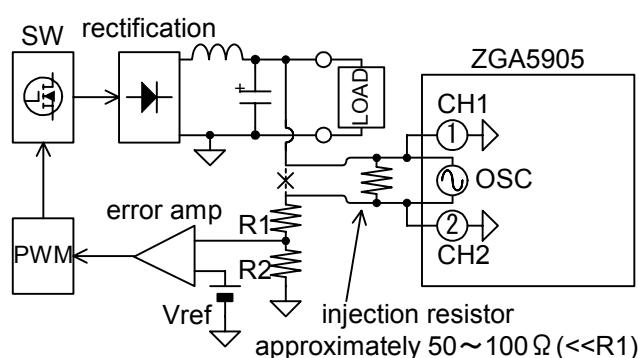 SW
rectification
+
LOAD
ZGA5905
CH1
1
OSC
2
CH2
error amp
R1
PWM
R2
Vref
injection resistor
approximately 50～100Ω(<<R1)